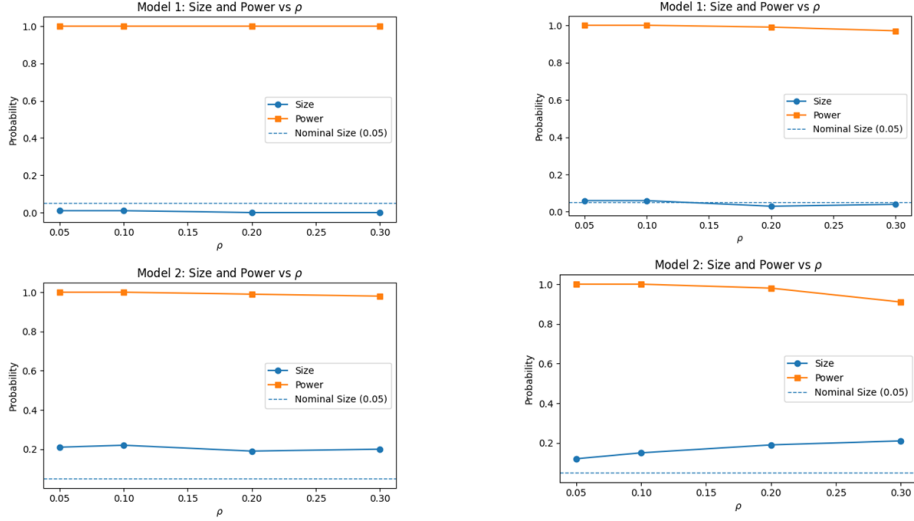 Model 1: Size and Power vs ρ
Probability
1.0
0.8
0.6
0.4
0.2
0.0
Size
Power
Nominal Size (0.05)
0.05 0.10 0.15 0.20 0.25 0.30
ρ
Model 1: Size and Power vs ρ
Probability
1.0
0.8
0.6
0.4
0.2
0.0
Size
Power
Nominal Size (0.05)
0.05 0.10 0.15 0.20 0.25 0.30
ρ
Model 2: Size and Power vs ρ
Probability
1.0
0.8
0.6
0.4
0.2
Size
Power
Nominal Size (0.05)
0.05 0.10 0.15 0.20 0.25 0.30
ρ
Model 2: Size and Power vs ρ
Probability
1.0
0.8
0.6
0.4
0.2
Size
Power
Nominal Size (0.05)
0.05 0.10 0.15 0.20 0.25 0.30
ρ